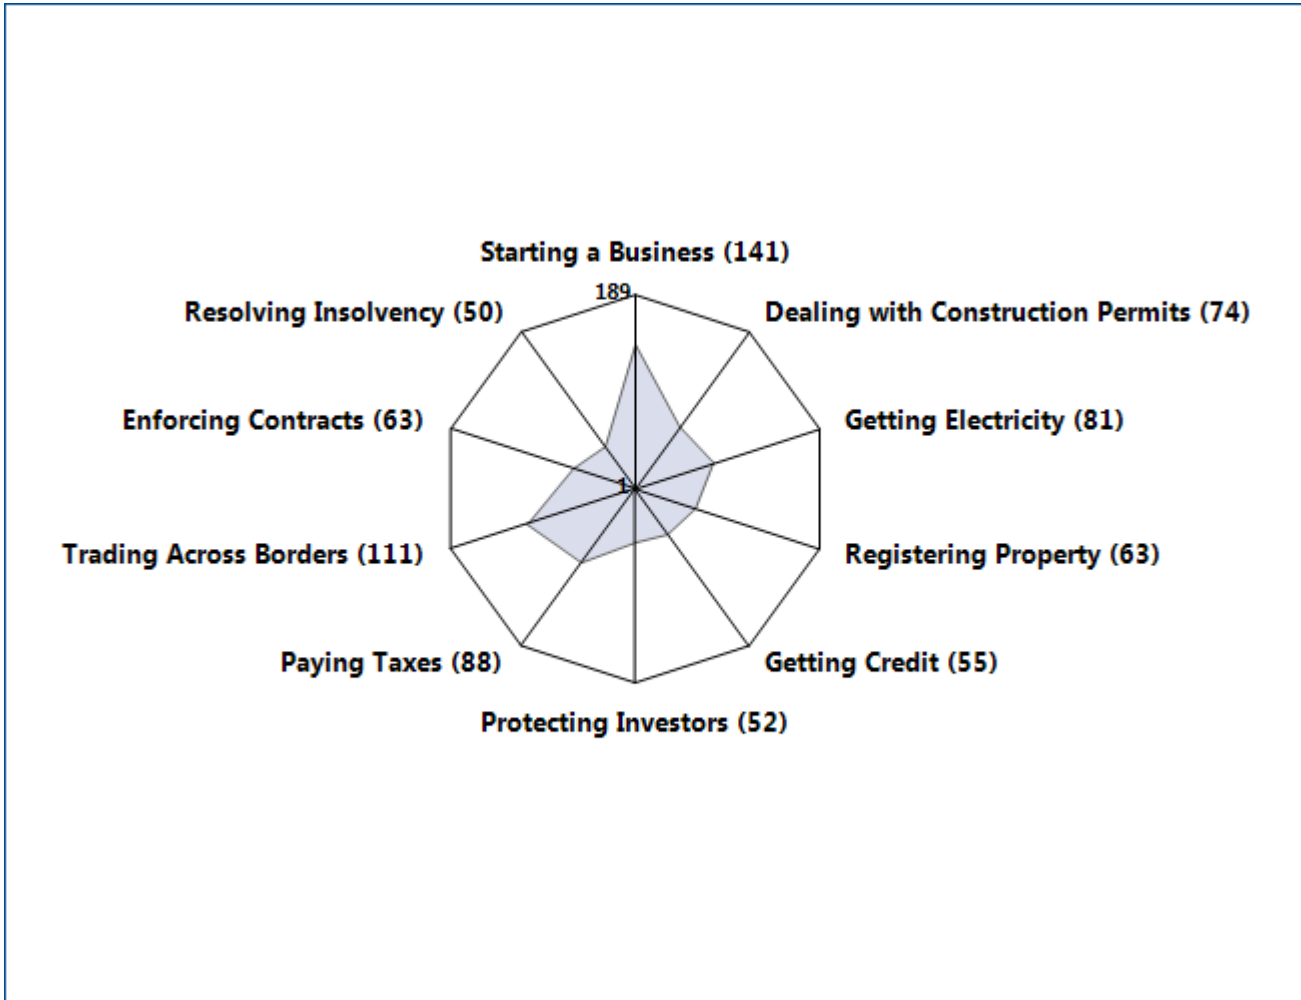 Starting a Business (141)
189
Resolving Insolvency (50)
Dealing with Construction Permits (74)
Enforcing Contracts (63)
Getting Electricity (81)
1
Trading Across Borders (111)
Registering Property (63)
Paying Taxes (88)
Getting Credit (55)
Protecting Investors (52)